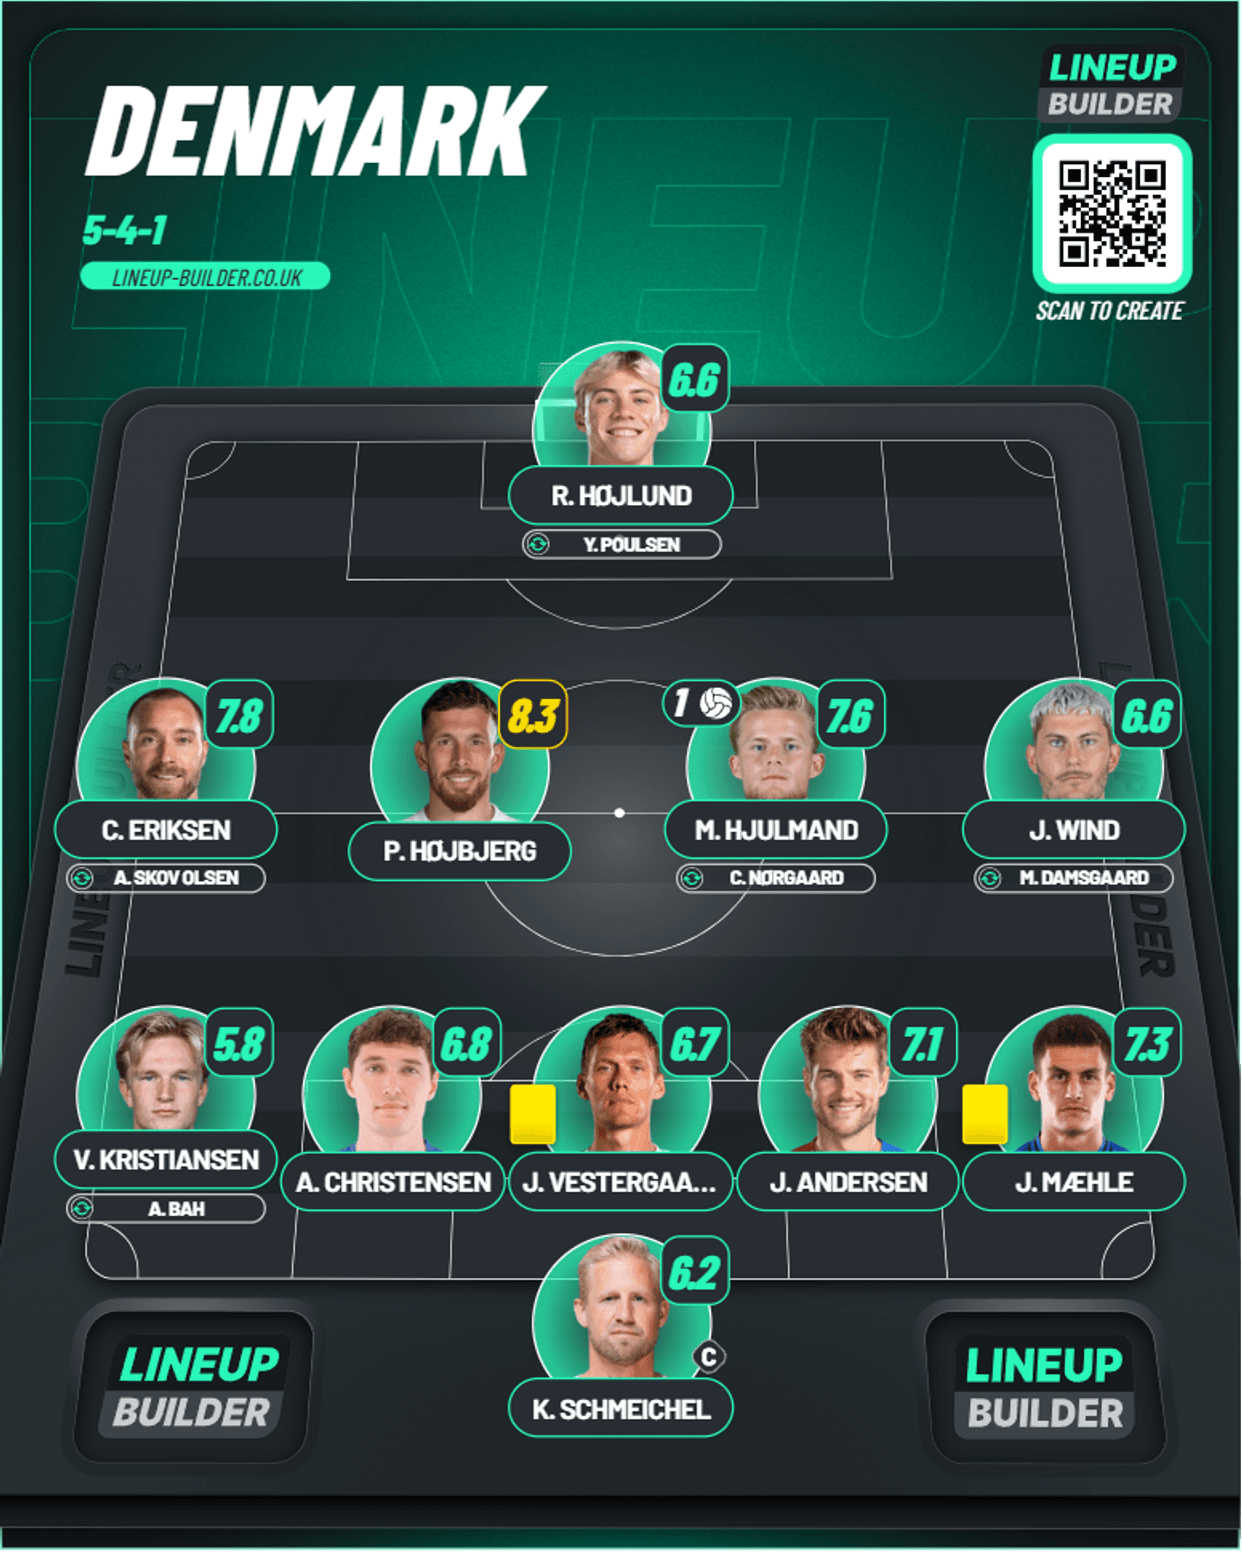 DENMARK
5-4-1
LINEUP-BUILDER.CO.UK
LINEUP
BUILDER
SCAN TO CREATE
6.6
R. HØJLUND
Y. POULSEN
7.8
8.3
1
7.6
6.6
C. ERIKSEN
P. HØJBJERG
M. HJULMAND
J. WIND
A. SKOV OLSEN
C. NØRGAARD
M. DAMSGAARD
5.8
6.8
6.7
7.1
7.3
V. KRISTIANSEN
A. CHRISTENSEN
J. VESTERGAA...
J. ANDERSEN
J. MÆHLE
A. BAH
6.2
C
K. SCHMEICHEL
LINEUP
BUILDER
LINEUP
BUILDER